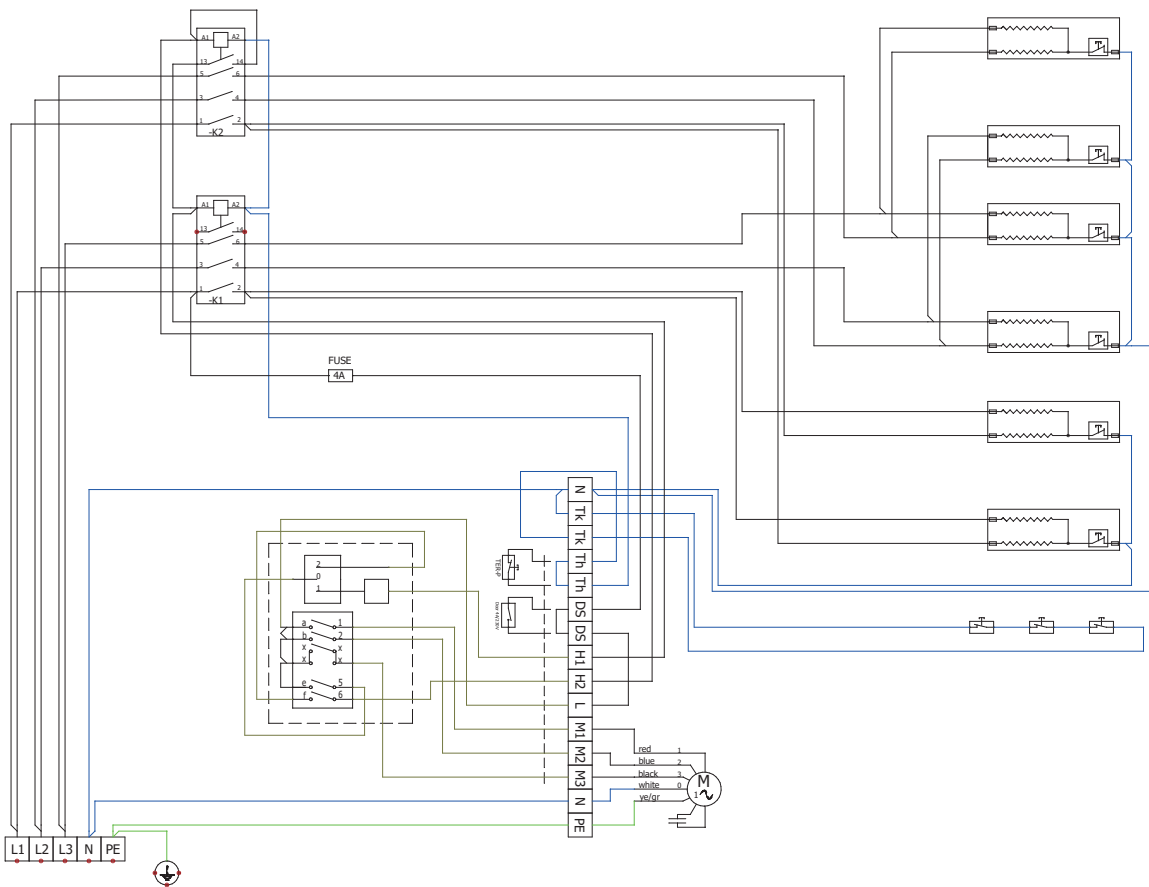 A1 A2
13 14
5 6
3 4
1 2
-K2
A1 A2
13 14
5 6
3 4
1 2
-K1
FUSE
4A
T
T
T
T
T
T
N
Tk
Tk
Th
Th
DS
DS
H1
H2
L
M1
M2
M3
N
PE
TER-P
2
0
1
a 1
b 2
x x
x x
e 5
f 6
red 1
blue 2
black 3
white 0
ye/gr
M
1
L1 L2 L3 N PE